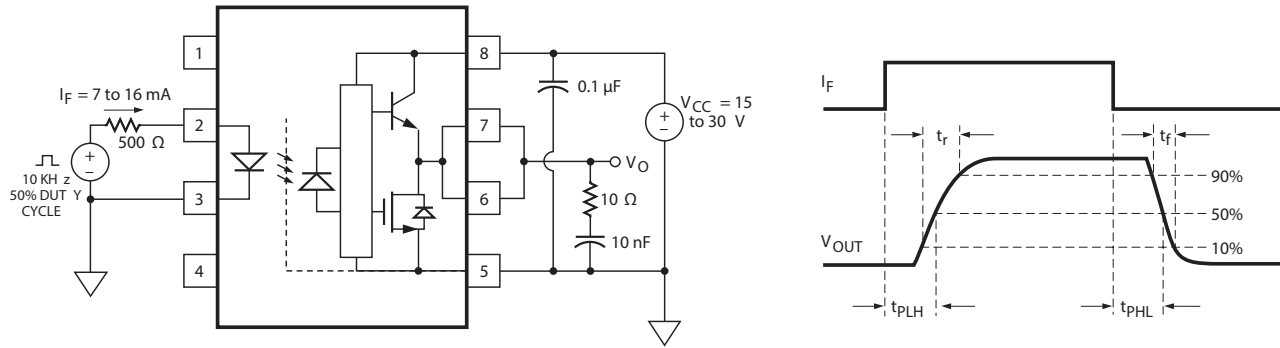 1
2
3
4
8
7
6
5
I_F = 7 to 16 mA
500 Ω
+
−
10 KH z
50% DUT Y
CYCLE
0.1 µF
V_CC = 15
to 30 V
+
−
V_O
10 Ω
10 nF
I_F
t_r
t_f
90%
50%
10%
V_OUT
t_PLH
t_PHL